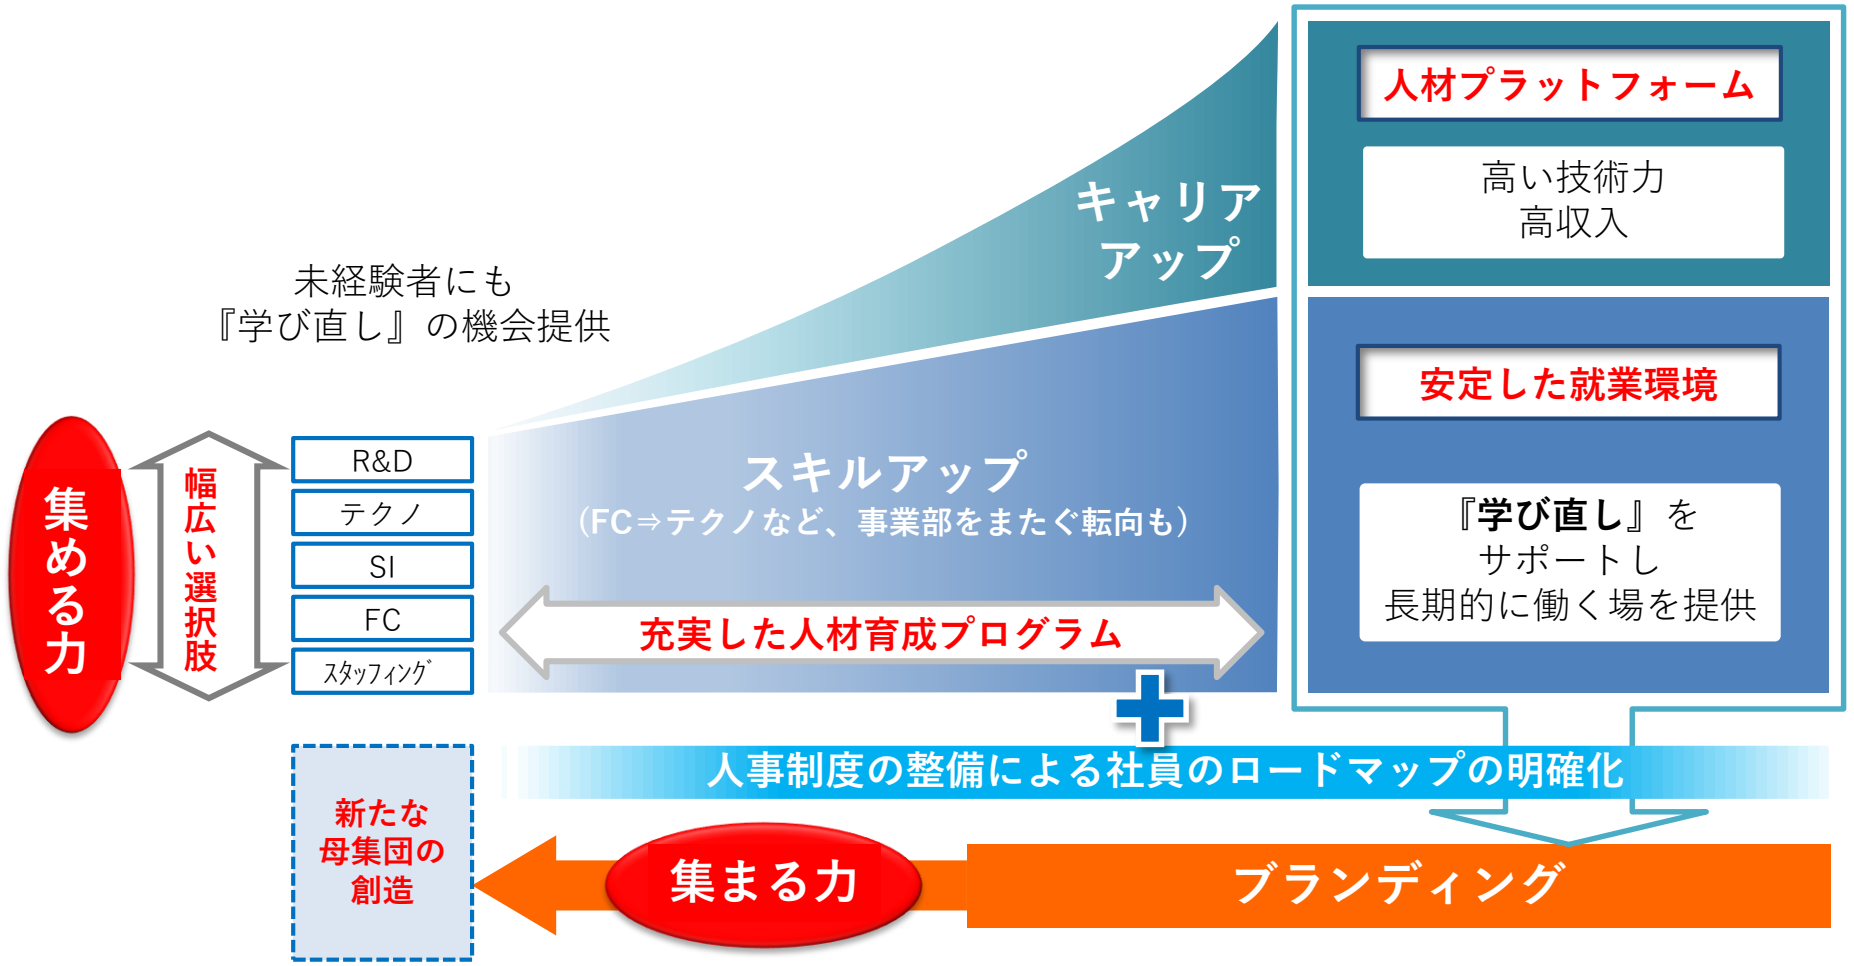 人材プラットフォーム
高い技術力
高収入
キャリア
アップ
未経験者にも
『学び直し』の機会提供
安定した就業環境
『学び直し』を
サポートし
長期的に働く場を提供
集める力
幅広い選択肢
R&D
テクノ
SI
FC
ｽﾀｯﾌｨﾝｸﾞ
スキルアップ
（FC⇒テクノなど、事業部をまたぐ転向も）
充実した人材育成プログラム
人事制度の整備による社員のロードマップの明確化
新たな
母集団の
創造
集まる力
ブランディング